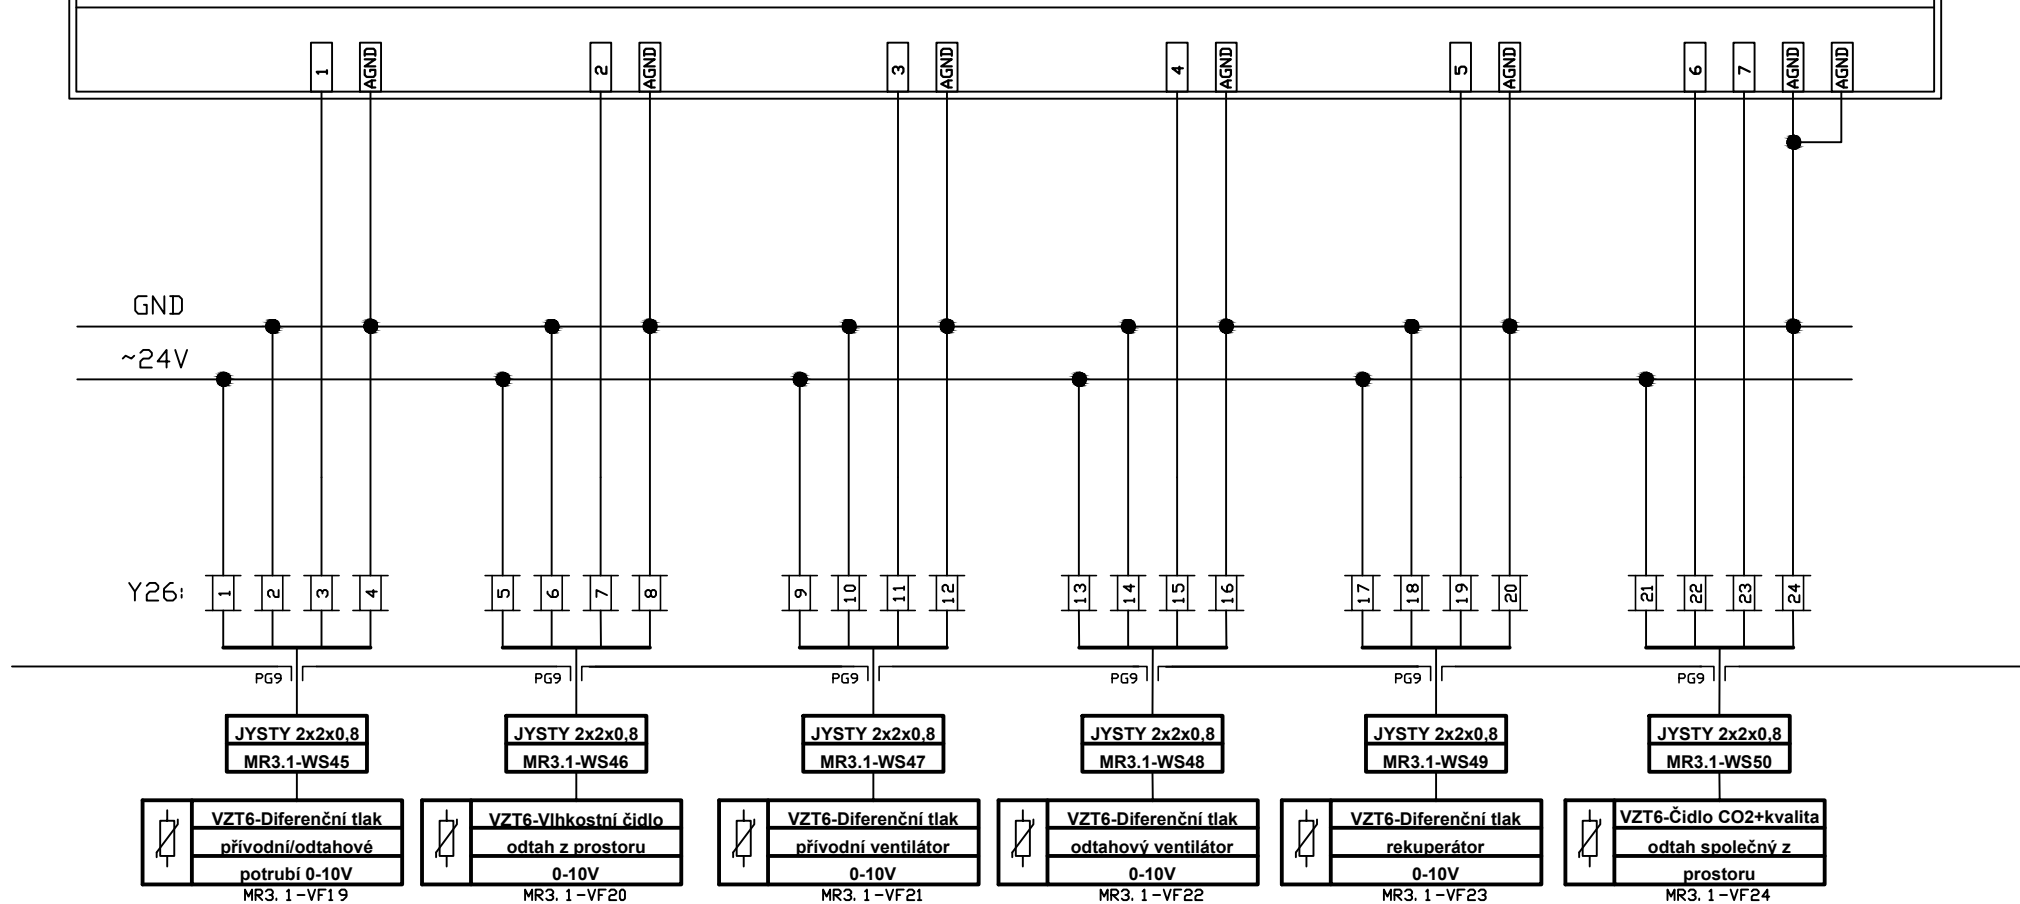 1 AGND 2 AGND 3 AGND 4 AGND 5 AGND 6 7 AGND AGND
GND
~24V
Y26: 1 2 3 4 5 6 7 8 9 10 11 12 13 14 15 16 17 18 19 20 21 22 23 24
PG9 PG9 PG9 PG9 PG9 PG9
JYSTY 2x2x0,8
MR3.1-WS45
JYSTY 2x2x0,8
MR3.1-WS46
JYSTY 2x2x0,8
MR3.1-WS47
JYSTY 2x2x0,8
MR3.1-WS48
JYSTY 2x2x0,8
MR3.1-WS49
JYSTY 2x2x0,8
MR3.1-WS50
VZT6-Diferenční tlak
přívodní/odtahové
potrubí 0-10V
MR3.1-VF19
VZT6-Vlhkostní čidlo
odtah z prostoru
0-10V
MR3.1-VF20
VZT6-Diferenční tlak
přívodní ventilátor
0-10V
MR3.1-VF21
VZT6-Diferenční tlak
odtahový ventilátor
0-10V
MR3.1-VF22
VZT6-Diferenční tlak
rekuperátor
0-10V
MR3.1-VF23
VZT6-Čidlo CO2+kvalita
odtah společný z
prostoru
MR3.1-VF24